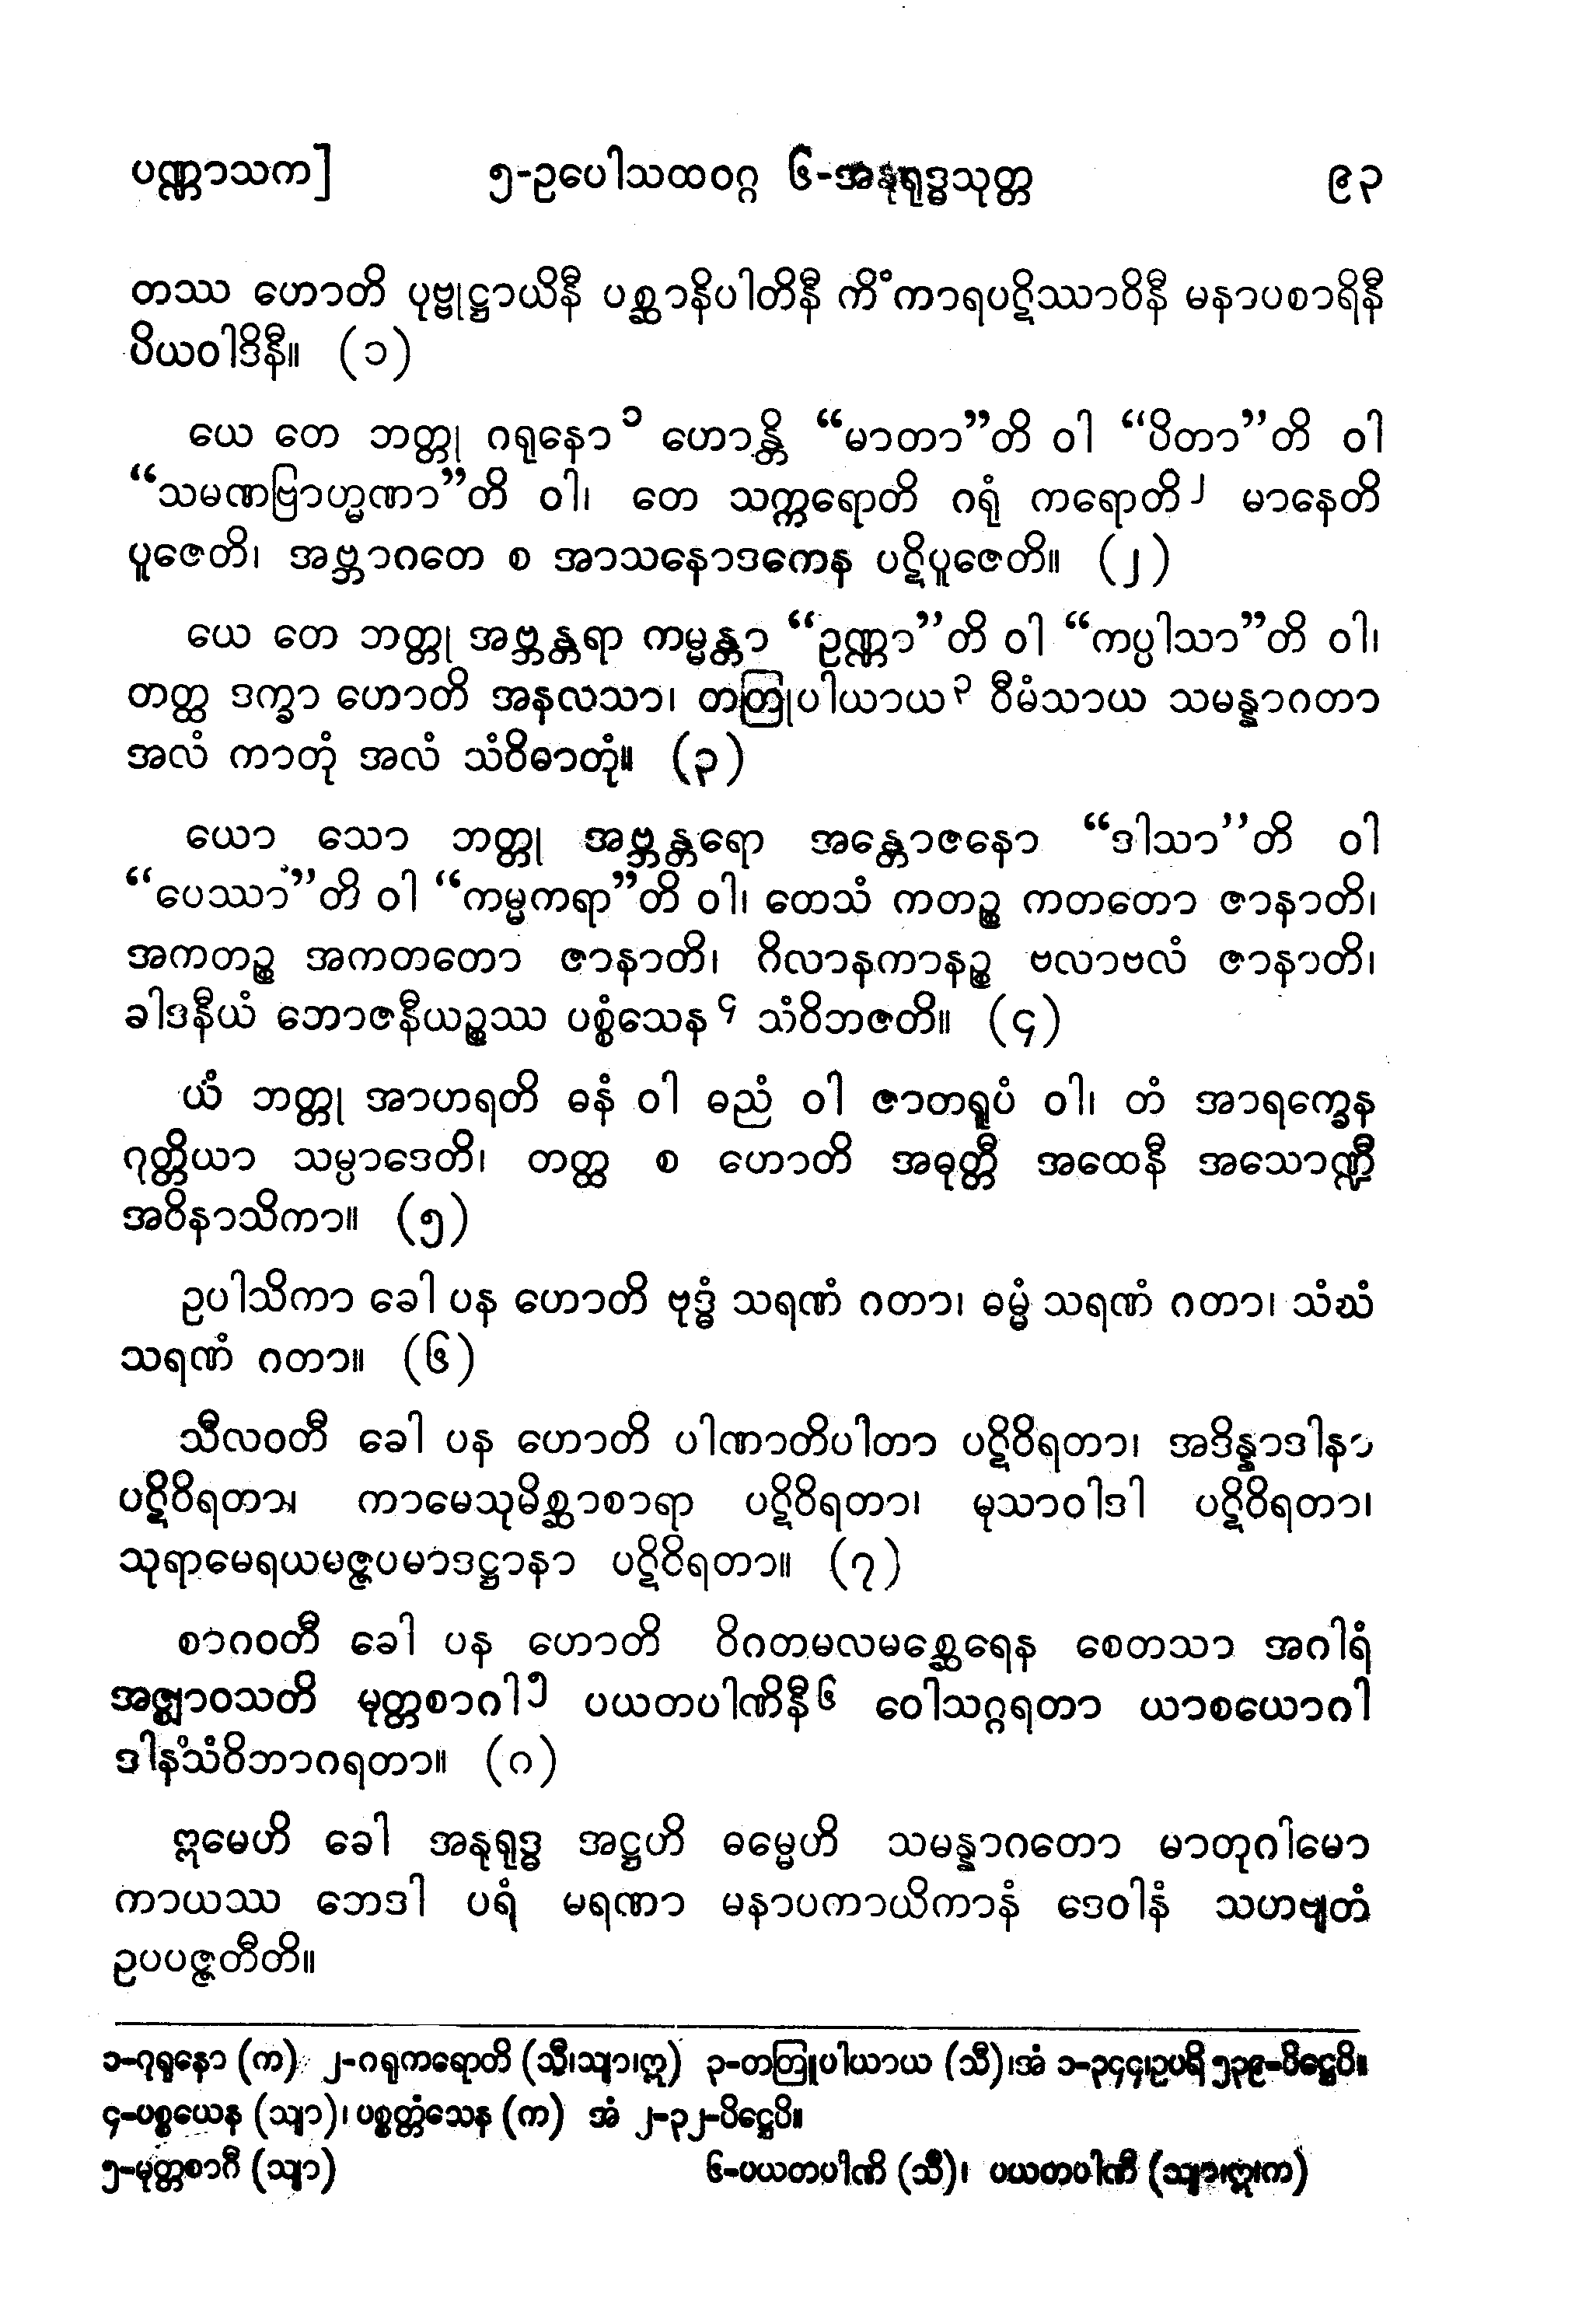 ပဏ္ဏာသက] ၅-ဥပေါသထဝဂ္ဂ ၆-အနုရုဒ္ဓသုတ္တ ၉၃
တဿ ဟောတိ ပုဗ္ဗုဋ္ဌာယိနီ ပစ္ဆာနိပါတိနီ ကိံကာရပဋိဿာဝိနီ မနာပစာရိနီ
ပိယဝါဒိနီ။ (၁)
ယေ တေ ဘတ္တု ဂရုနော၁ ဟောန္တိ “မာတာ”တိ ဝါ “ပိတာ”တိ ဝါ
“သမဏဗြာဟ္မဏာ”တိ ဝါ၊ တေ သက္ကရောတိ ဂရုံ ကရောတိ၂ မာနေတိ
ပူဇေတိ၊ အဗ္ဘာဂတေ စ အာသနောဒကေန ပဋိပူဇေတိ။ (၂)
ယေ တေ ဘတ္တု အဗ္ဘန္တရာ ကမ္မန္တာ “ဥဏ္ဏာ”တိ ဝါ “ကပ္ပါသာ”တိ ဝါ၊
တတ္ထ ဒက္ခာ ဟောတိ အနလသာ၊ တတြုပါယာယ၃ ဝီမံသာယ သမန္နာဂတာ
အလံ ကာတုံ အလံ သံဝိဓာတုံ။ (၃)
ယော သော ဘတ္တု အဗ္ဘန္တရော အန္တောဇနော “ဒါသာ”တိ ဝါ
“ပေဿာ”တိ ဝါ “ကမ္မကရာ”တိ ဝါ၊ တေသံ ကတဉ္စ ကတတော ဇာနာတိ၊
အကတဉ္စ အကတတော ဇာနာတိ၊ ဂိလာနကာနဉ္စ ဗလာဗလံ ဇာနာတိ၊
ခါဒနီယံ ဘောဇနီယဉ္စဿ ပစ္စံသေန၄ သံဝိဘဇတိ။ (၄)
ယံ ဘတ္တု အာဟရတိ ဓနံ ဝါ ဓညံ ဝါ ဇာတရူပံ ဝါ၊ တံ အာရက္ခေန
ဂုတ္တိယာ သမ္ပာဒေတိ၊ တတ္ထ စ ဟောတိ အဓုတ္တီ အထေနီ အသောဏ္ဍီ
အဝိနာသိကာ။ (၅)
ဥပါသိကာ ခေါ ပန ဟောတိ ဗုဒ္ဓံ သရဏံ ဂတာ၊ ဓမ္မံ သရဏံ ဂတာ၊ သံဃံ
သရဏံ ဂတာ။ (၆)
သီလဝတီ ခေါ ပန ဟောတိ ပါဏာတိပါတာ ပဋိဝိရတာ၊ အဒိန္နာဒါနာ
ပဋိဝိရတာ၊ ကာမေသုမိစ္ဆာစာရာ ပဋိဝိရတာ၊ မုသာဝါဒါ ပဋိဝိရတာ၊
သုရာမေရယမဇ္ဇပမာဒဋ္ဌာနာ ပဋိဝိရတာ။ (၇)
စာဂဝတီ ခေါ ပန ဟောတိ ဝိဂတမလမစ္ဆေရေန စေတသာ အဂါရံ
အဇ္ဈာဝသတိ မုတ္တစာဂါ၅ ပယတပါဏိနီ၆ ဝေါသဂ္ဂရတာ ယာစယောဂါ
ဒါနသံဝိဘာဂရတာ။ (၈)
ဣမေဟိ ခေါ အနုရုဒ္ဓ အဋ္ဌဟိ ဓမ္မေဟိ သမန္နာဂတော မာတုဂါမော
ကာယဿ ဘေဒါ ပရံ မရဏာ မနာပကာယိကာနံ ဒေဝါနံ သဟဗျတံ
ဥပပဇ္ဇတီတိ။
၁-ဂုရုနော (က) ၂-ဂရုကရောတိ (သီ၊သျာ၊ဣ) ၃-တတြူပါယာယ (သီ)၊အံ ၁-၃၄၄၊ဥပရိ ၅၃၉-ပိဋ္ဌေပိ။
၄-ပစ္စယေန (သျာ)၊ ပစ္စတ္တံသေန (က) အံ ၂-၃၂-ပိဋ္ဌေပိ။
၅-မုတ္တစာဂီ (သျာ) ၆-ပယတပါဏိ (သီ)၊ ပယတပါဏီ (သျာ၊ဣ၊က)